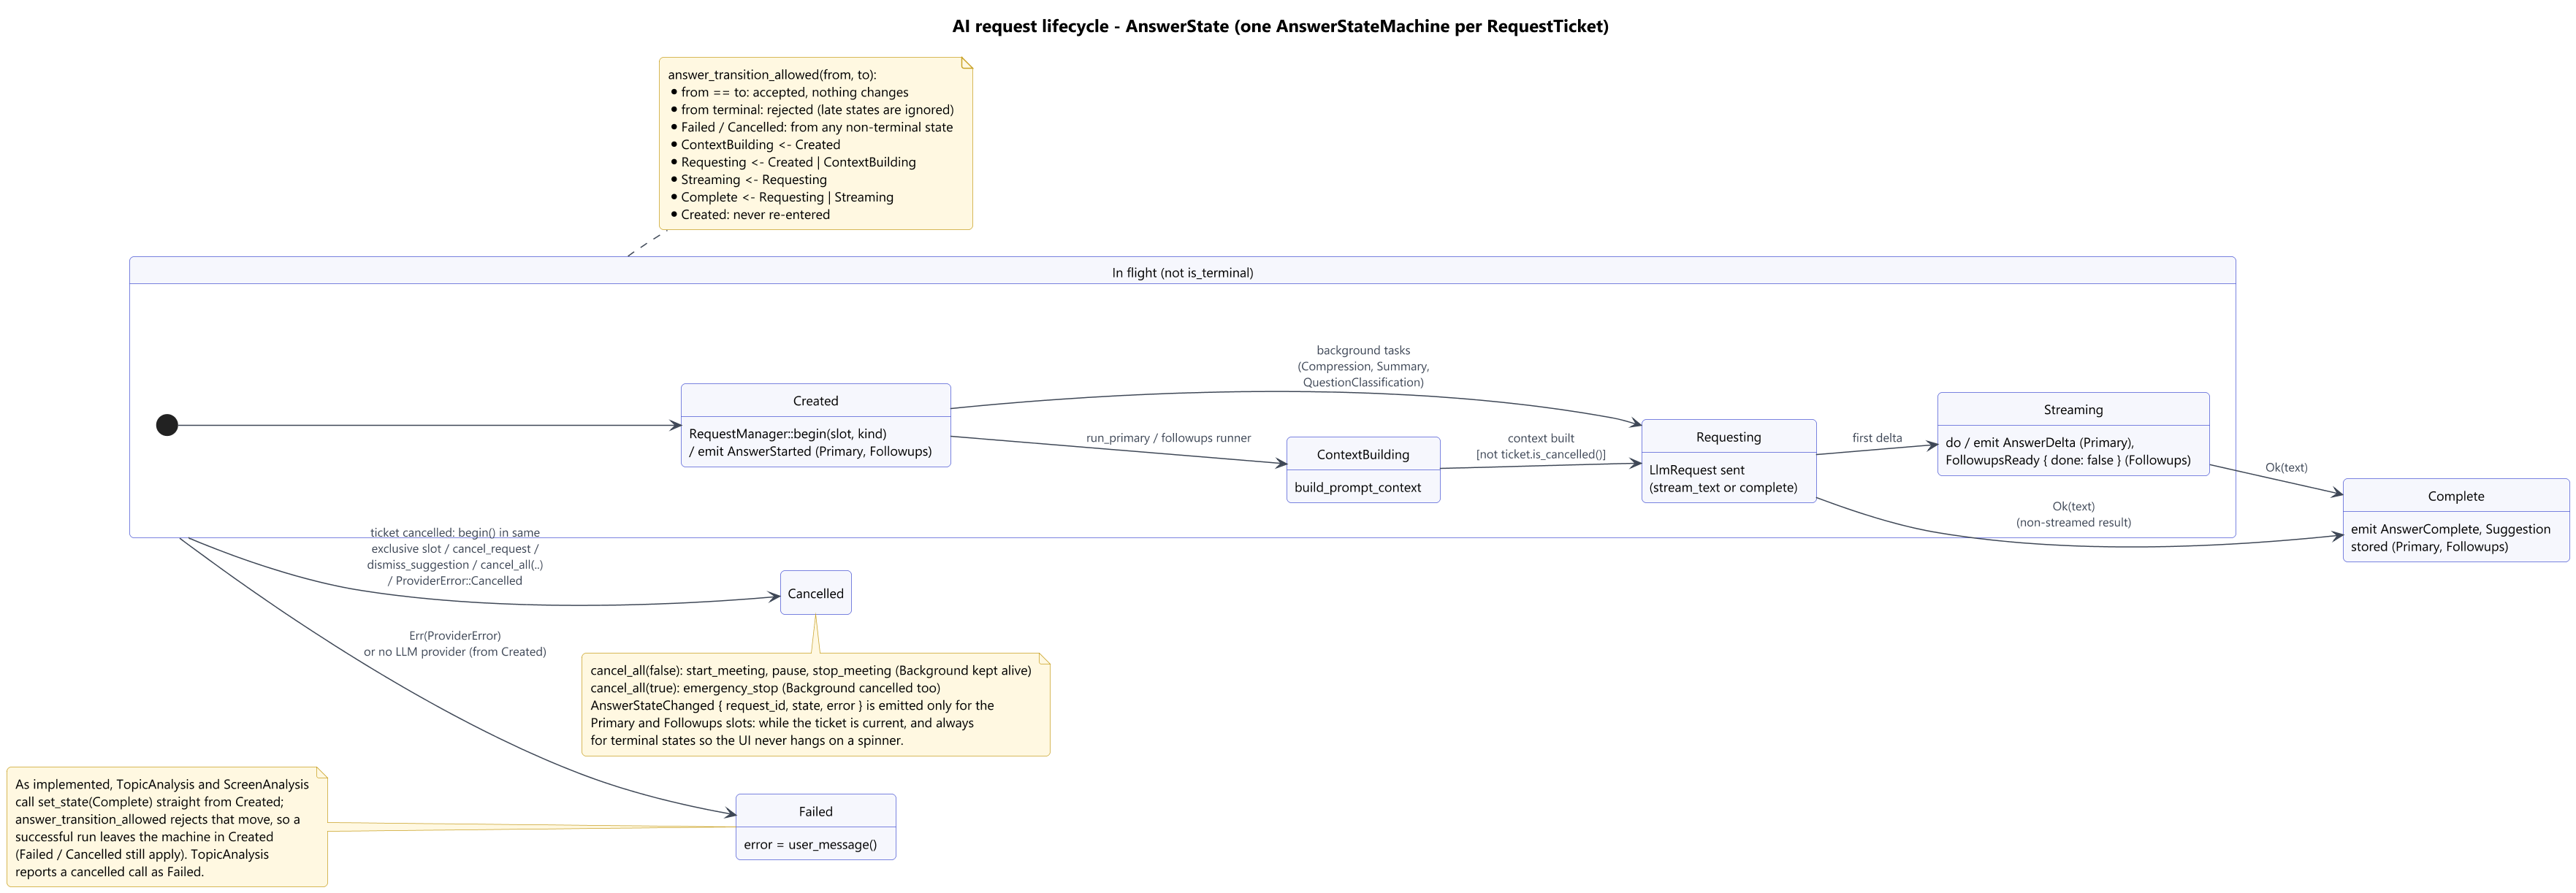 AI request lifecycle - AnswerState (one AnswerStateMachine per RequestTicket)
answer_transition_allowed(from, to):
• from == to: accepted, nothing changes
• from terminal: rejected (late states are ignored)
• Failed / Cancelled: from any non-terminal state
• ContextBuilding <- Created
• Requesting <- Created | ContextBuilding
• Streaming <- Requesting
• Complete <- Requesting | Streaming
• Created: never re-entered
In flight (not is_terminal)
background tasks
(Compression, Summary,
QuestionClassification)
Created
RequestManager::begin(slot, kind)
/ emit AnswerStarted (Primary, Followups)
run_primary / followups runner
ContextBuilding
build_prompt_context
context built
[not ticket.is_cancelled()]
Requesting
LlmRequest sent
(stream_text or complete)
first delta
Streaming
do / emit AnswerDelta (Primary),
FollowupsReady { done: false } (Followups)
Ok(text)
Ok(text)
(non-streamed result)
Complete
emit AnswerComplete, Suggestion
stored (Primary, Followups)
ticket cancelled: begin() in same
exclusive slot / cancel_request /
dismiss_suggestion / cancel_all(..)
/ ProviderError::Cancelled
Cancelled
Err(ProviderError)
or no LLM provider (from Created)
cancel_all(false): start_meeting, pause, stop_meeting (Background kept alive)
cancel_all(true): emergency_stop (Background cancelled too)
AnswerStateChanged { request_id, state, error } is emitted only for the
Primary and Followups slots: while the ticket is current, and always
for terminal states so the UI never hangs on a spinner.
As implemented, TopicAnalysis and ScreenAnalysis
call set_state(Complete) straight from Created;
answer_transition_allowed rejects that move, so a
successful run leaves the machine in Created
(Failed / Cancelled still apply). TopicAnalysis
reports a cancelled call as Failed.
Failed
error = user_message()